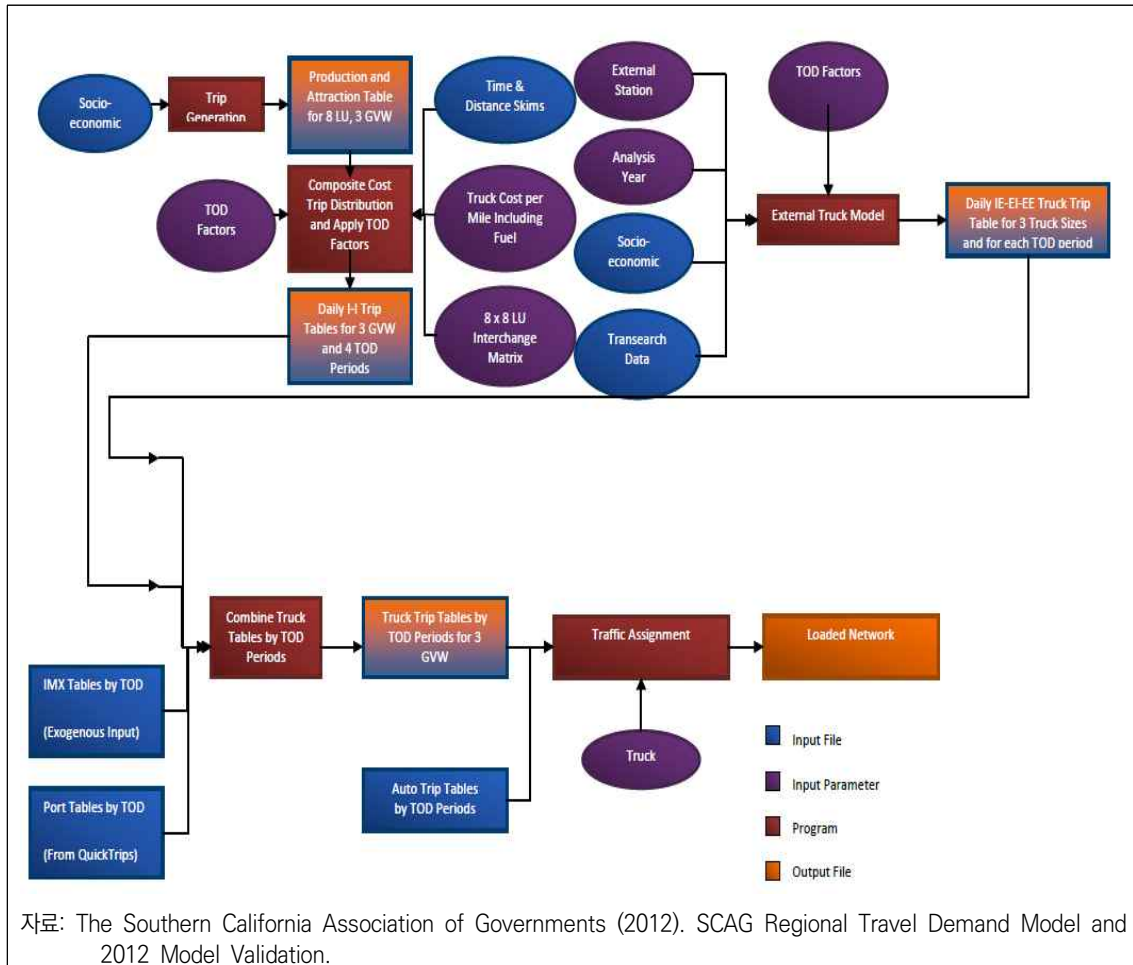 Socio-
economic
Trip
Generation
Production and
Attraction Table
for 8 LU, 3 GVW
Time &
Distance Skims
External
Station
TOD Factors
TOD
Factors
Composite Cost
Trip Distribution
and Apply TOD
Factors
Truck Cost per
Mile Including
Fuel
Analysis
Year
Socio-
economic
External Truck Model
Daily IE-EI-EE Truck Trip
Table for 3 Truck Sizes
and for each TOD period
Daily I-I Trip
Tables for 3 GVW
and 4 TOD
Periods
8 x 8 LU
Interchange
Matrix
Transearch
Data
Combine Truck
Tables by TOD
Periods
Truck Trip Tables by
TOD Periods for 3
GVW
Traffic Assignment
Loaded Network
IMX Tables by TOD
(Exogenous Input)
Port Tables by TOD
(From QuickTrips)
Auto Trip Tables
by TOD Periods
Truck
Input File
Input Parameter
Program
Output File
자료: The Southern California Association of Governments (2012). SCAG Regional Travel Demand Model and
2012 Model Validation.